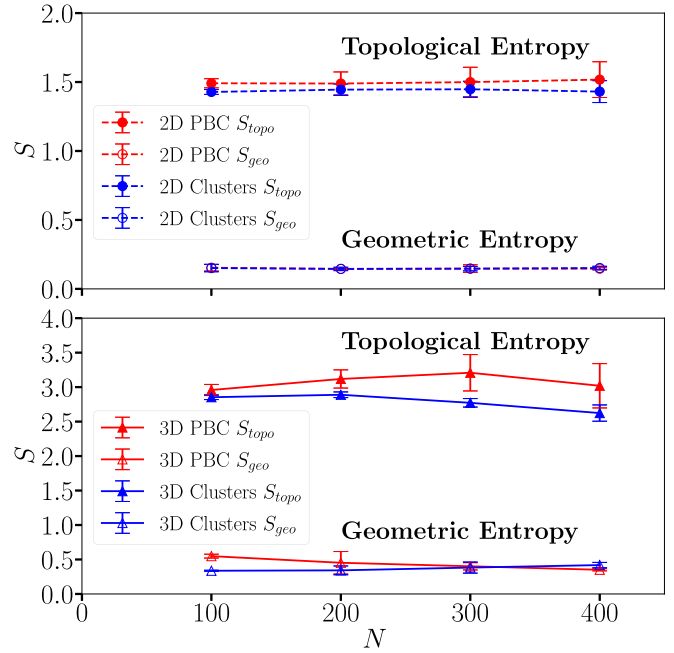 2.0
Topological Entropy
1.5
2D PBC S_topo
1.0
S
2D PBC S_geo
2D Clusters S_topo
0.5
2D Clusters S_geo
Geometric Entropy
0.0
4.0
Topological Entropy
3.5
3.0
2.5
3D PBC S_topo
2.0
S
3D PBC S_geo
1.5
3D Clusters S_topo
1.0
3D Clusters S_geo
Geometric Entropy
0.5
0.0
0 100 200 300 400
N